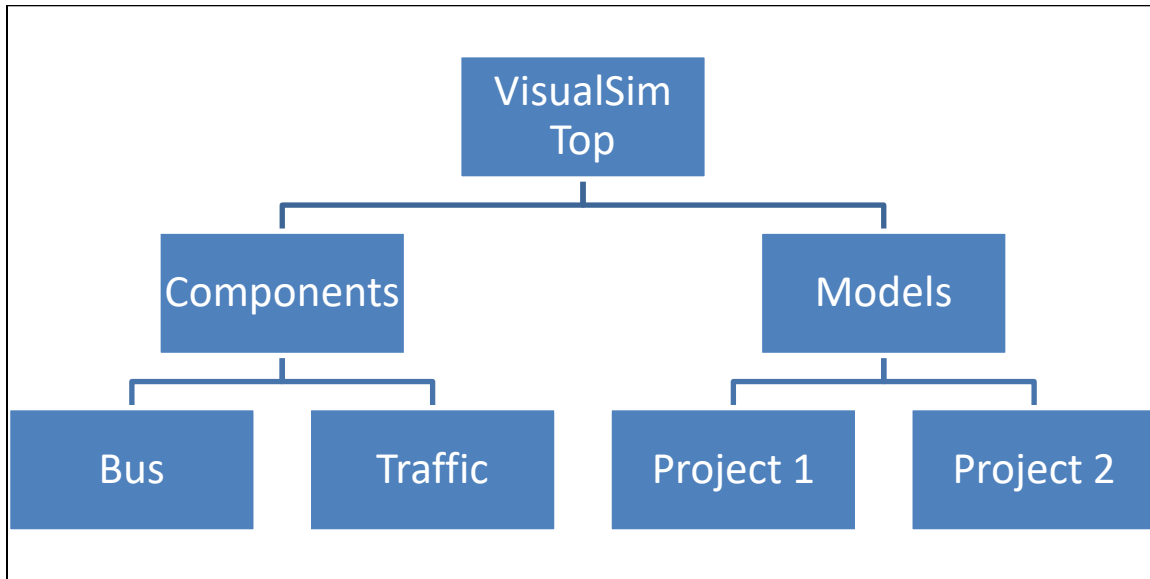 VisualSim
Top
Components
Models
Bus
Traffic
Project 1
Project 2